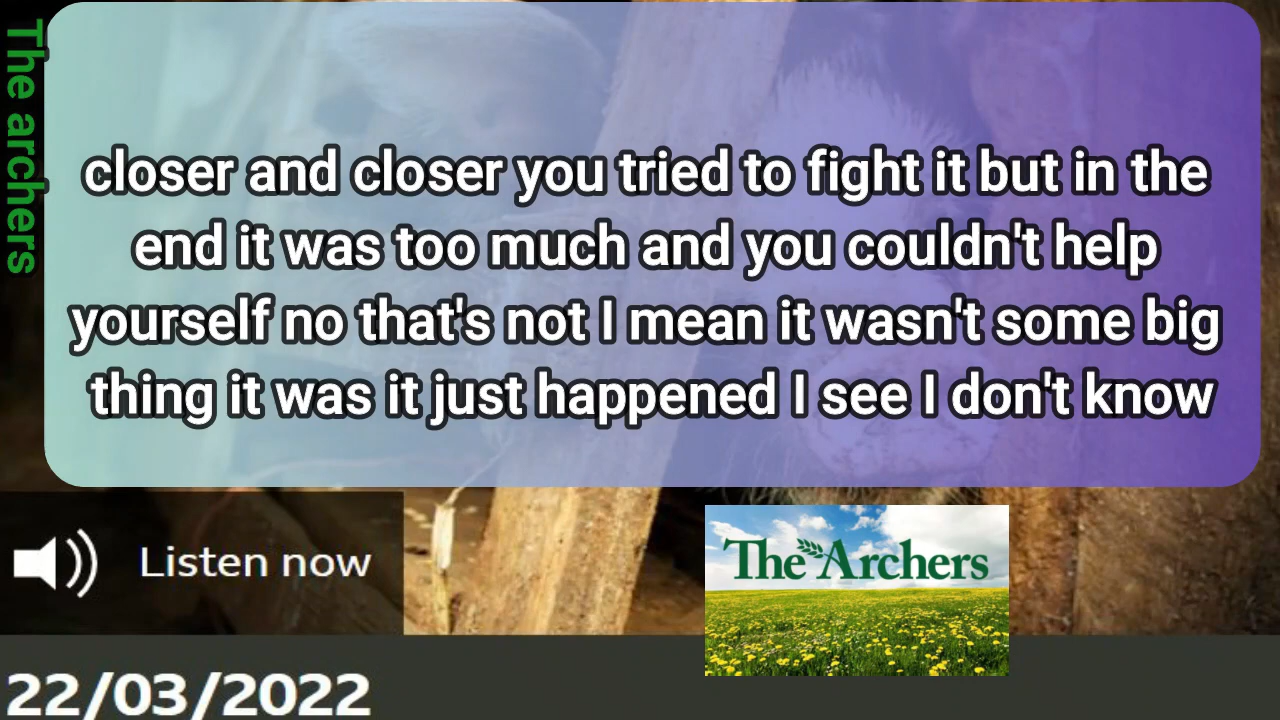 The archers
closer and closer you tried to fight it but in the
end it was too much and you couldn't help
yourself no that's not I mean it wasn't some big
thing it was it just happened I see I don't know
Listen now
The Archers
22/03/2022